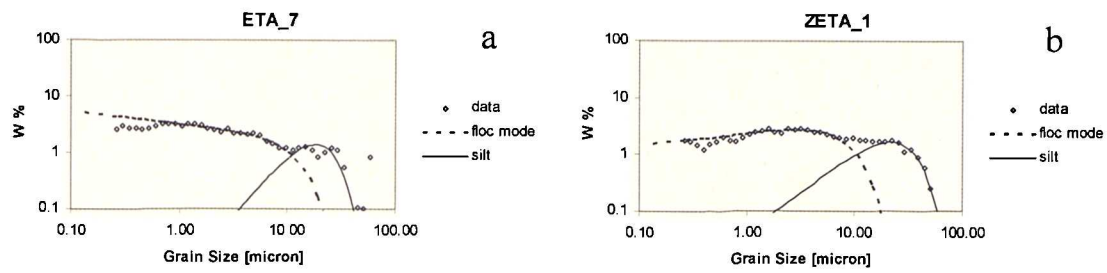 ETA_7
a
100
10
1
0.1
W %
0.10
1.00
10.00
100.00
Grain Size [micron]
data
floc mode
silt
ZETA_1
b
100
10
1
0.1
W %
0.10
1.00
10.00
100.00
Grain Size [micron]
data
floc mode
silt